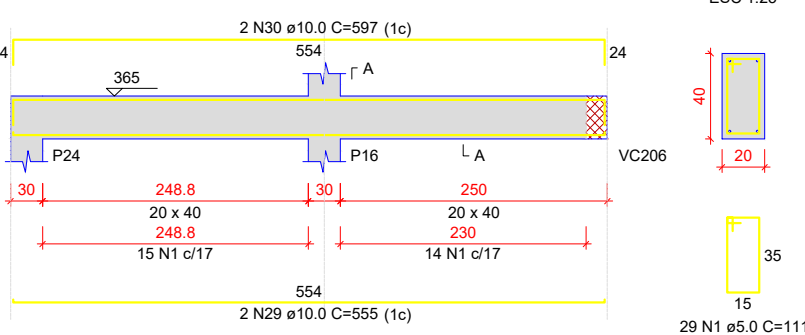 ESC 1:25
2 N30 ø10.0 C=597 (1c)
554
24
365
A
40
P24
P16
A
VC206
20
30
248.8
30
250
20 x 40
20 x 40
248.8
230
15 N1 c/17
14 N1 c/17
35
15
554
2 N29 ø10.0 C=555 (1c)
29 N1 ø5.0 C=111